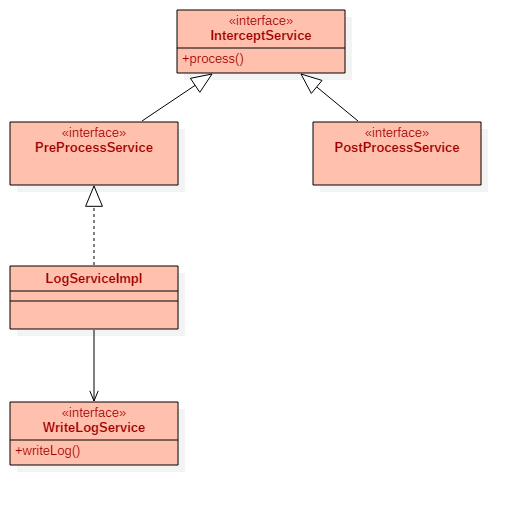 «interface»
InterceptService
+process()
«interface»
PreProcessService
«interface»
PostProcessService
LogServiceImpl
«interface»
WriteLogService
+writeLog()